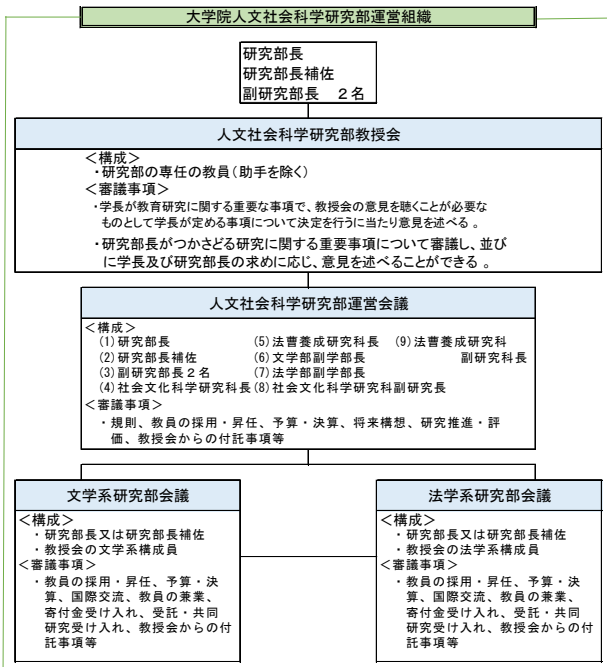 大学院人文社会科学研究部運営組織
研究部長
研究部長補佐
副研究部長　２名
人文社会科学研究部教授会
＜構成＞
・研究部の専任の教員（助手を除く）
＜審議事項＞
・学長が教育研究に関する重要な事項で、教授会の意見を聴くことが必要な
ものとして学長が定める事項について決定を行うに当たり意見を述べる。
・研究部長がつかさどる研究に関する重要事項について審議し、並び
に学長及び研究部長の求めに応じ、意見を述べることができる 。
人文社会科学研究部運営会議
＜構成＞
(1)研究部長　(5)法曹養成研究科長　(9)法曹養成研究科
(2)研究部長補佐　(6)文学部副学部長　副研究科長
(3)副研究部長２名　(7)法学部副学部長
(4)社会文化科学研究科長(8)社会文化科学研究科副研究長
＜審議事項＞
・規則、教員の採用・昇任、予算・決算、将来構想、研究推進・評
価、教授会からの付託事項等
文学系研究部会議
＜構成＞
・研究部長又は研究部長補佐
・教授会の文学系構成員
＜審議事項＞
・教員の採用・昇任、予算・決
算、国際交流、教員の兼業、
寄付金受け入れ、受託・共同
研究受け入れ、教授会からの付
託事項等
法学系研究部会議
＜構成＞
・研究部長又は研究部長補佐
・教授会の法学系構成員
＜審議事項＞
・教員の採用・昇任、予算・決
算、国際交流、教員の兼業、
寄付金受け入れ、受託・共同
研究受け入れ、教授会からの付
託事項等